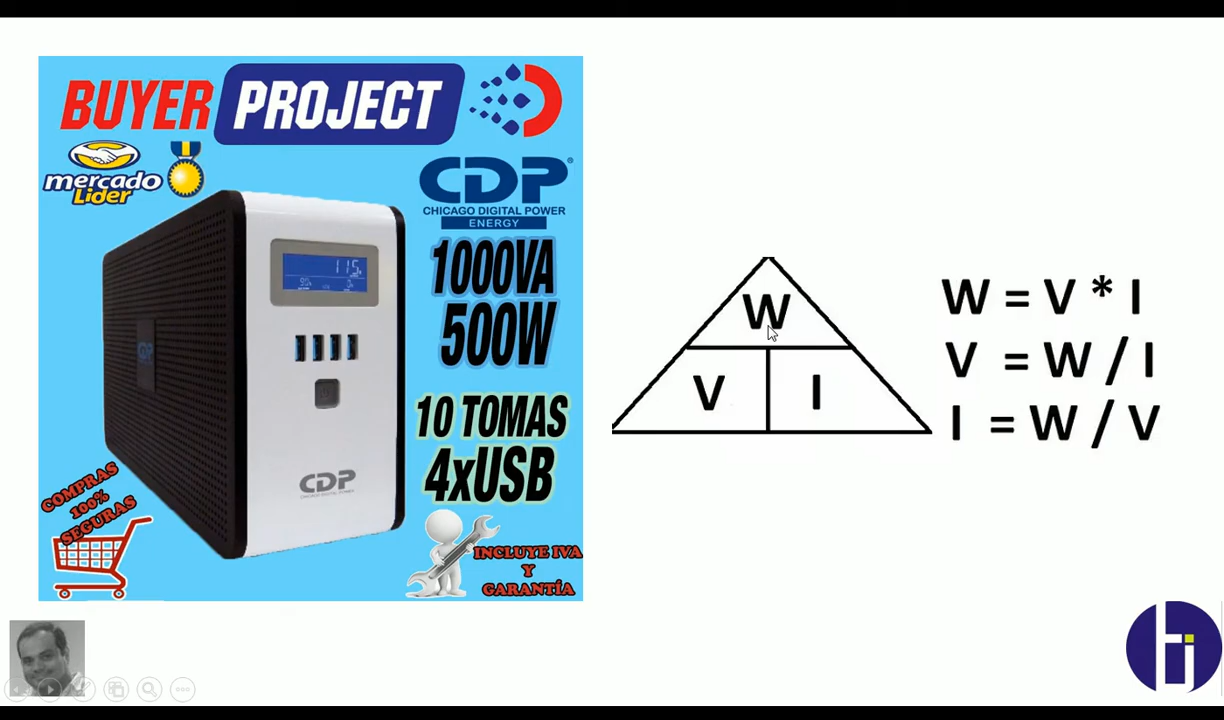 BUYER PROJECT
mercado
Lider
CDP®
CHICAGO DIGITAL POWER
ENERGY
1000VA
500W
115
CDP
10 TOMAS
4xUSB
CDP
CHICAGO DIGITAL POWER
COMPRAS
100%
SEGURAS
INCLUYE IVA
Y
GARANTÍA
W
V I
W = V * I
V = W / I
I = W / V